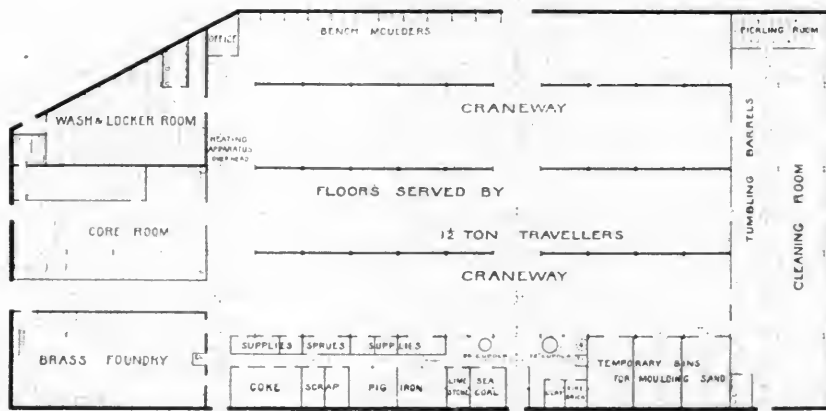 OFFICE
BENCH MOULDERS
PICKLING ROOM
CRANEWAY
WASH & LOCKER ROOM
HEATING
APPARATUS
OVERHEAD
TUMBLING BARRELS
CLEANING ROOM
FLOORS SERVED BY
CORE ROOM
1½ TON TRAVELLERS
CRANEWAY
SUPPLIES
SPRUES
SUPPLIES
CUPOLA
CUPOLA
BRASS FOUNDRY
COKE
SCRAP
PIG IRON
LIME
STONE
SEA
COAL
CLAY
FIRE
BRICK
TEMPORARY BINS
FOR MOULDING SAND